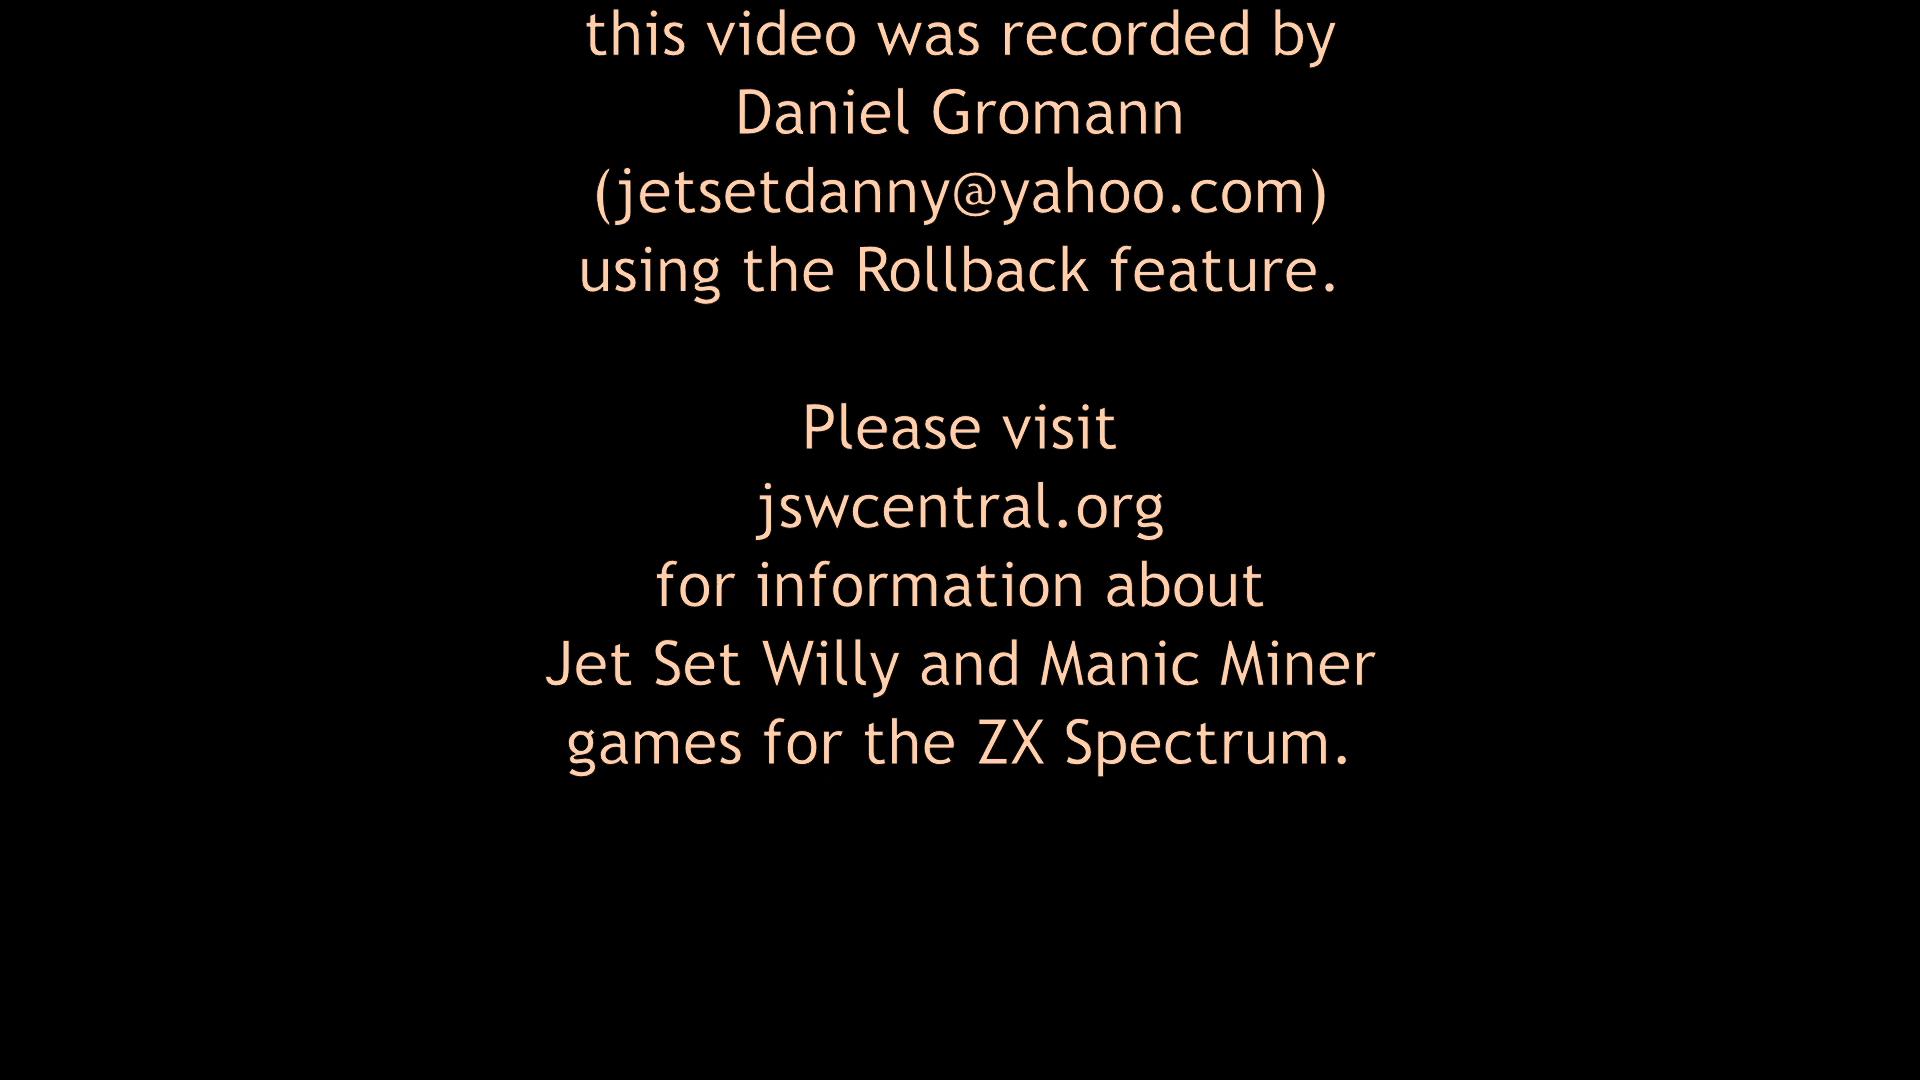 this video was recorded by
Daniel Gromann
(jetsetdanny@yahoo.com)
using the Rollback feature.
Please visit
jswcentral.org
for information about
Jet Set Willy and Manic Miner
games for the ZX Spectrum.